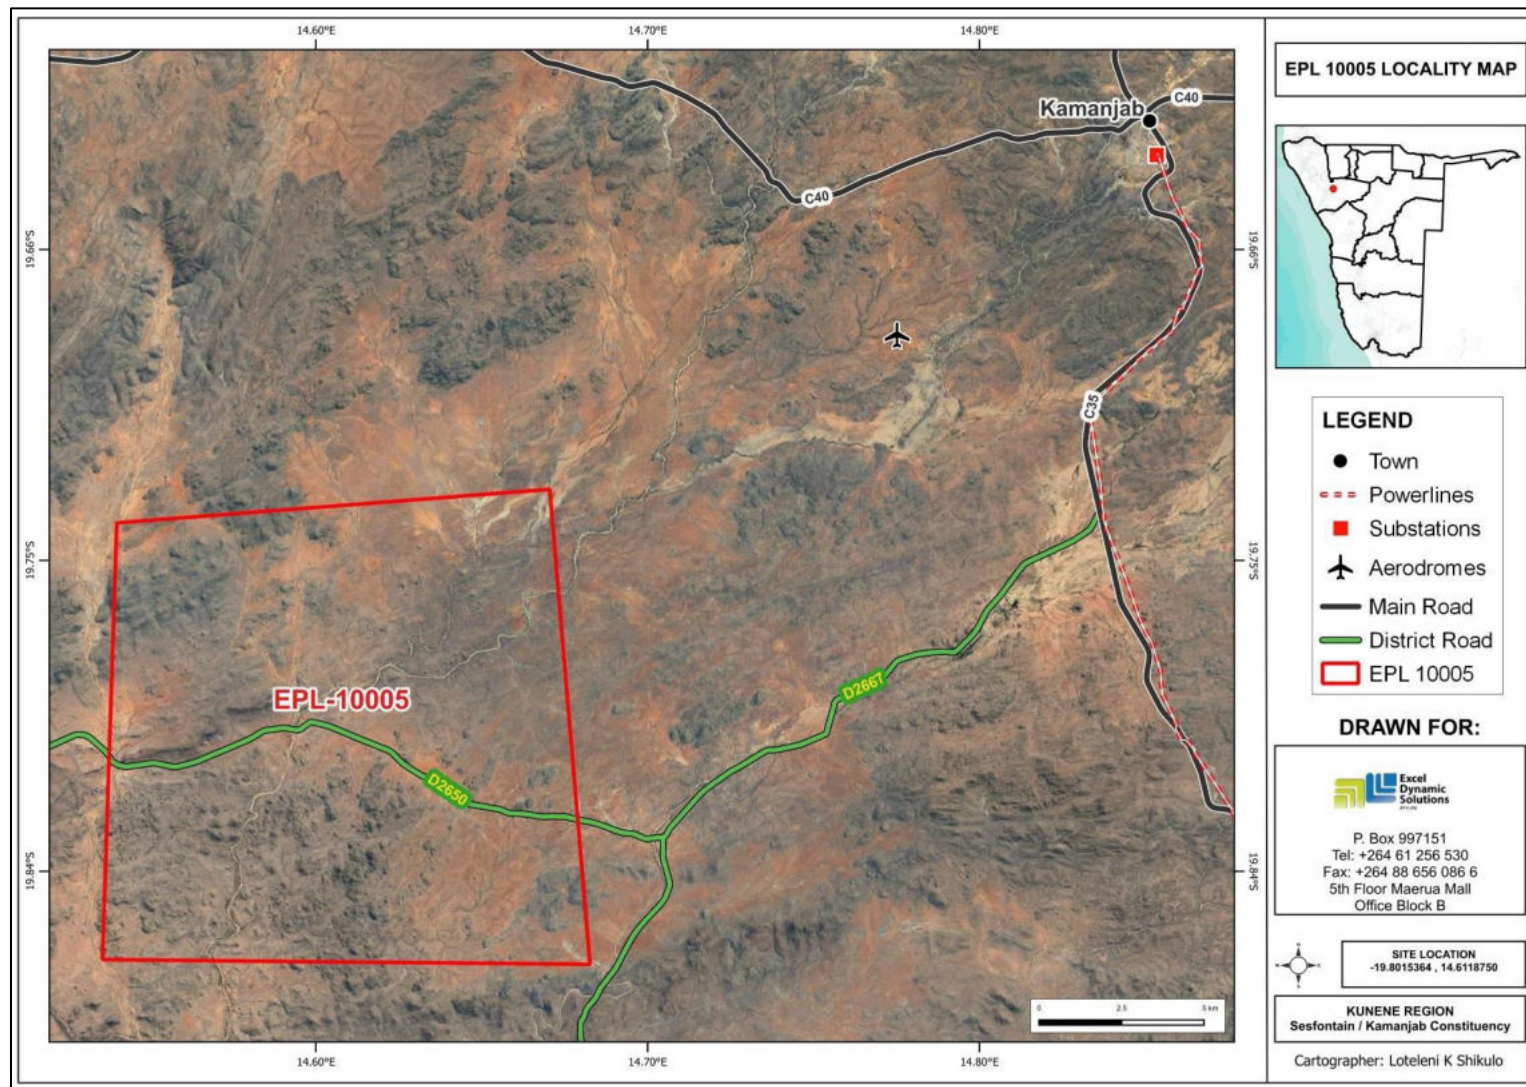 14.60°E
14.70°E
14.80°E
Kamanjab
C40
C40
19.66°S
19.66°S
C35
19.75°S
19.75°S
EPL-10005
D2667
D2650
19.84°S
19.84°S
0
2.5
5 km
14.60°E
14.70°E
14.80°E
EPL 10005 LOCALITY MAP
LEGEND
Town
Powerlines
Substations
Aerodromes
Main Road
District Road
EPL 10005
DRAWN FOR:
Excel
Dynamic
Solutions
P. Box 997151
Tel: +264 61 256 530
Fax: +264 88 656 086 6
5th Floor Maerua Mall
Office Block B
SITE LOCATION
-19.8015364 , 14.6118750
KUNENE REGION
Sesfontain / Kamanjab Constituency
Cartographer: Loteleni K Shikulo